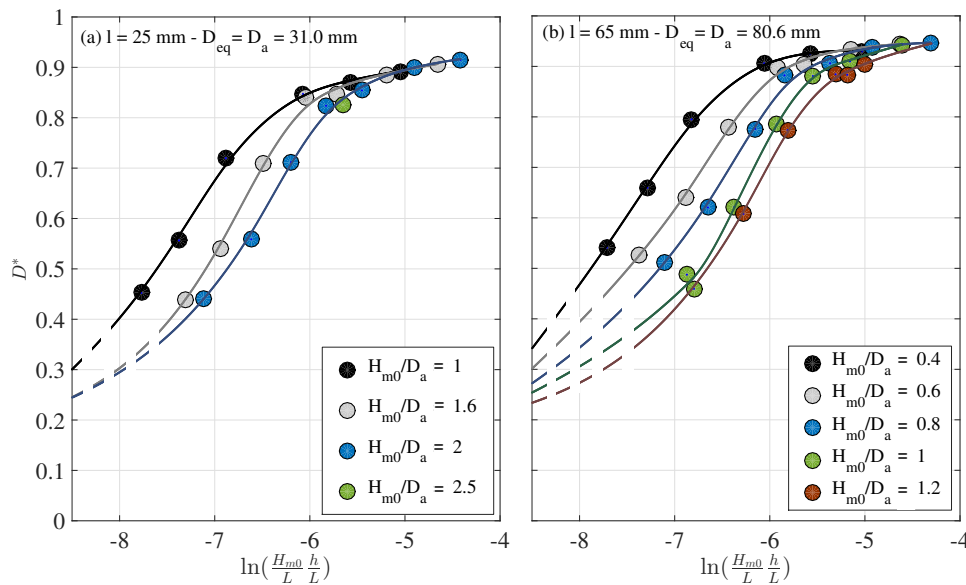 (a) l = 25 mm - D_eq = D_a = 31.0 mm
(b) l = 65 mm - D_eq = D_a = 80.6 mm
1
0.9
0.8
0.7
0.6
0.5
0.4
0.3
0.2
0.1
0
D*
H_m0/D_a = 1
H_m0/D_a = 1.6
H_m0/D_a = 2
H_m0/D_a = 2.5
H_m0/D_a = 0.4
H_m0/D_a = 0.6
H_m0/D_a = 0.8
H_m0/D_a = 1
H_m0/D_a = 1.2
-8 -7 -6 -5 -4
-8 -7 -6 -5 -4
ln(H_m0/L h/L)
ln(H_m0/L h/L)